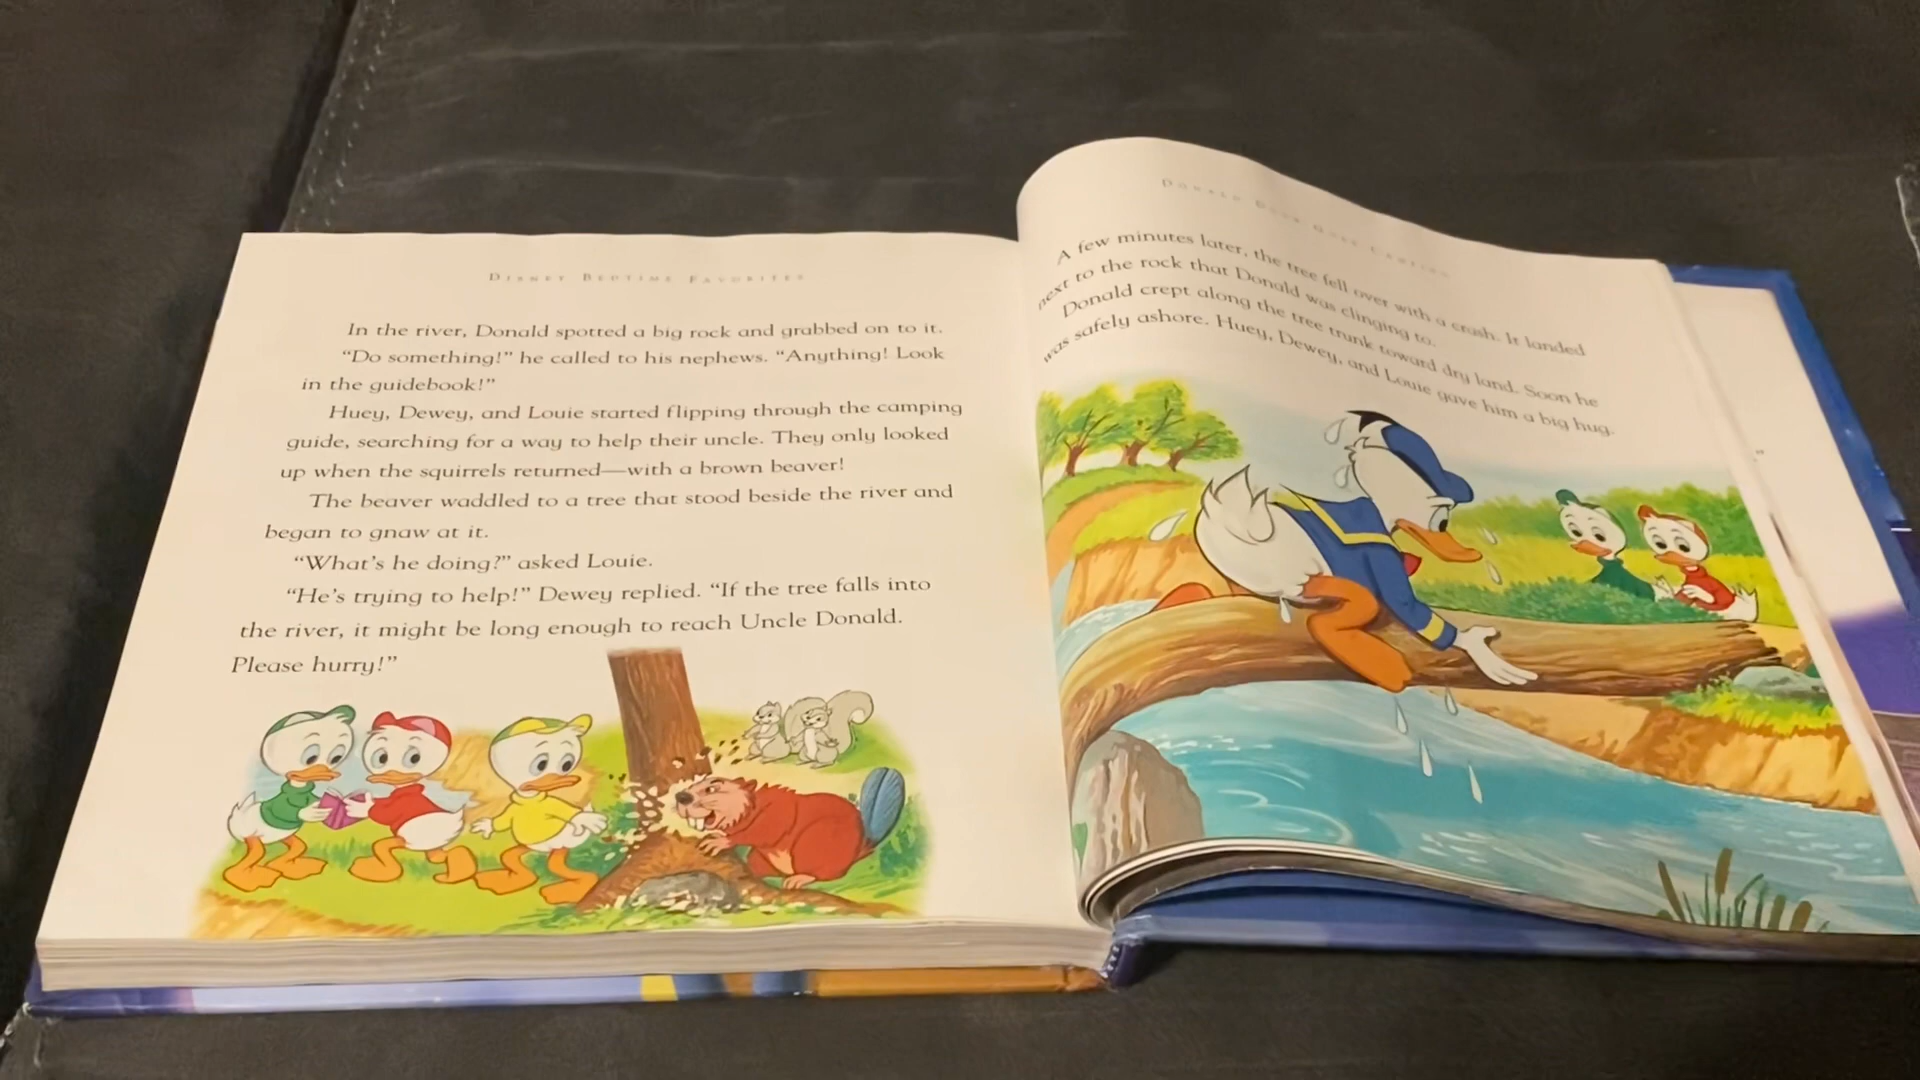 DISNEY BEDTIME FAVORITES
In the river, Donald spotted a big rock and grabbed on to it.
“Do something!” he called to his nephews. “Anything! Look
in the guidebook!”
Huey, Dewey, and Louie started flipping through the camping
guide, searching for a way to help their uncle. They only looked
up when the squirrels returned—with a brown beaver!
The beaver waddled to a tree that stood beside the river and
began to gnaw at it.
“What’s he doing?” asked Louie.
“He’s trying to help!” Dewey replied. “If the tree falls into
the river, it might be long enough to reach Uncle Donald.
Please hurry!”
DONALD DUCK GOES CAMPING
A few minutes later, the tree fell over with a crash. It landed
next to the rock that Donald was clinging to.
Donald crept along the tree trunk toward dry land. Soon he
was safely ashore. Huey, Dewey, and Louie gave him a big hug.